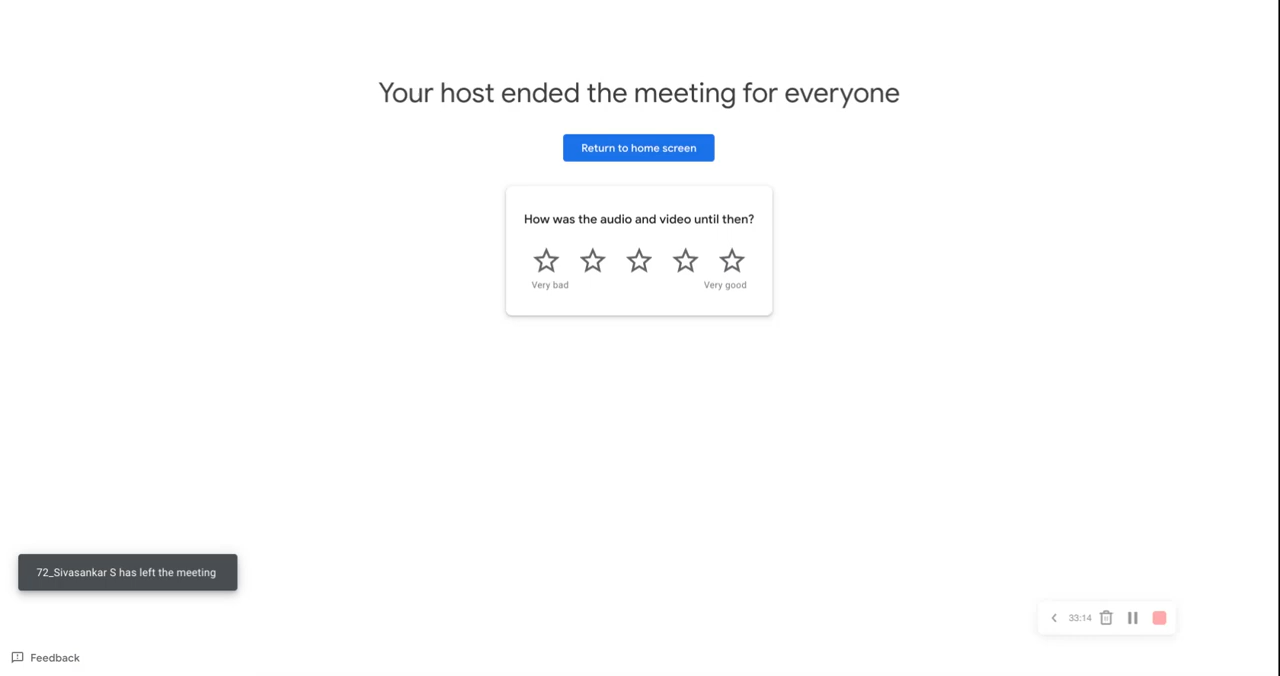 Your host ended the meeting for everyone
Return to home screen
How was the audio and video until then?
Very bad
Very good
72_Sivasankar S has left the meeting
33:14
Feedback